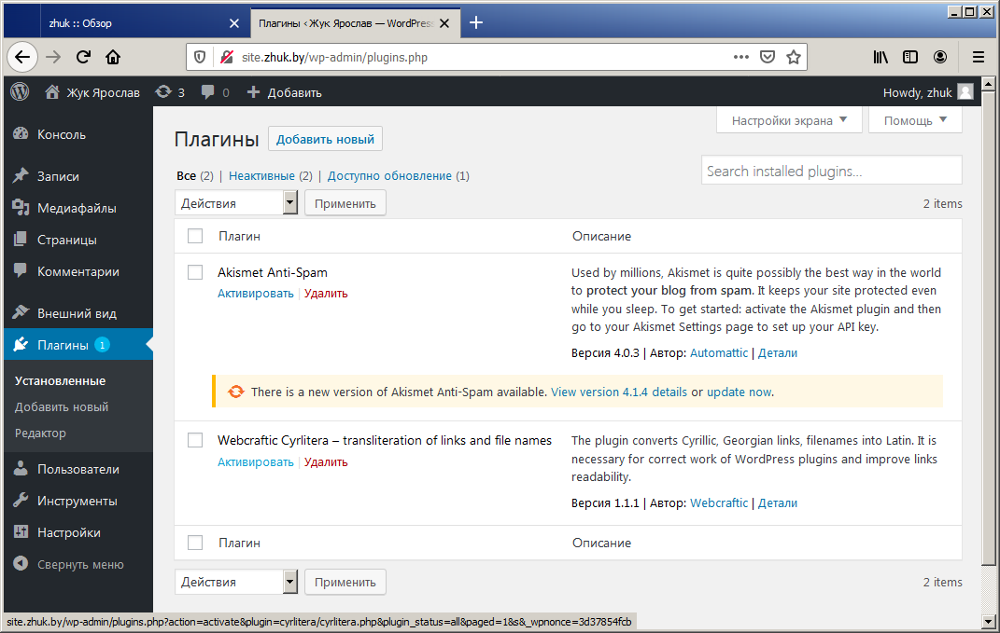 zhuk :: Обзор
Плагины ‹ Жук Ярослав — WordPress
site.zhuk.by/wp-admin/plugins.php
Жук Ярослав 3 0 Добавить Howdy, zhuk
Консоль
Записи
Медиафайлы
Страницы
Комментарии
Внешний вид
Плагины 1
Установленные
Добавить новый
Редактор
Пользователи
Инструменты
Настройки
Свернуть меню
Настройки экрана
Помощь
Плагины Добавить новый
Все (2) | Неактивные (2) | Доступно обновление (1)
Search installed plugins...
Действия Применить 2 items
Плагин Описание
Akismet Anti-Spam
Активировать | Удалить
Used by millions, Akismet is quite possibly the best way in the world
to protect your blog from spam. It keeps your site protected even
while you sleep. To get started: activate the Akismet plugin and then
go to your Akismet Settings page to set up your API key.
Версия 4.0.3 | Автор: Automattic | Детали
There is a new version of Akismet Anti-Spam available. View version 4.1.4 details or update now.
Webcraftic Cyrlitera – transliteration of links and file names
Активировать | Удалить
The plugin converts Cyrillic, Georgian links, filenames into Latin. It is
necessary for correct work of WordPress plugins and improve links
readability.
Версия 1.1.1 | Автор: Webcraftic | Детали
Плагин Описание
Действия Применить 2 items
site.zhuk.by/wp-admin/plugins.php?action=activate&plugin=cyrlitera/cyrlitera.php&plugin_status=all&paged=1&s&_wpnonce=3d37854fcb